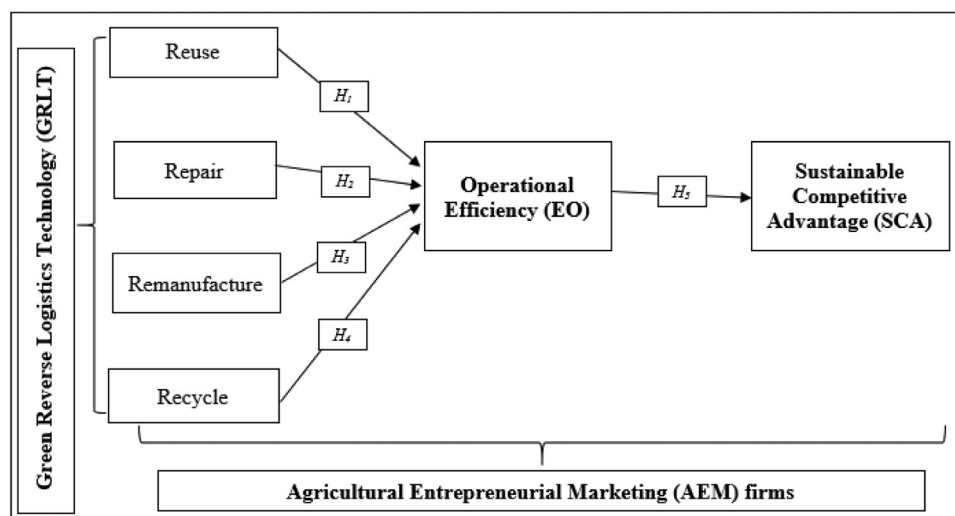 Green Reverse Logistics Technology (GRLT)
Reuse
H1
Repair
H2
Operational
Efficiency (EO)
H5
Sustainable
Competitive
Advantage (SCA)
Remanufacture
H3
H4
Recycle
Agricultural Entrepreneurial Marketing (AEM) firms